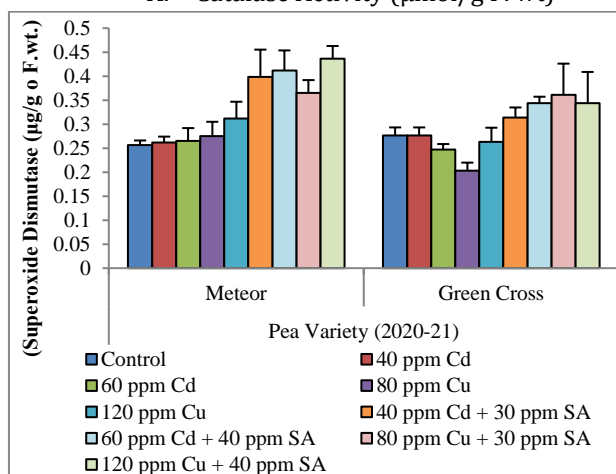 Catalase Activity (µmol/g F. wt)
(Superoxide Dismutase (µg/g o F.wt.)
0.5
0.45
0.4
0.35
0.3
0.25
0.2
0.15
0.1
0.05
0
Meteor Green Cross
Pea Variety (2020-21)
Control 40 ppm Cd
60 ppm Cd 80 ppm Cu
120 ppm Cu 40 ppm Cd + 30 ppm SA
60 ppm Cd + 40 ppm SA 80 ppm Cu + 30 ppm SA
120 ppm Cu + 40 ppm SA